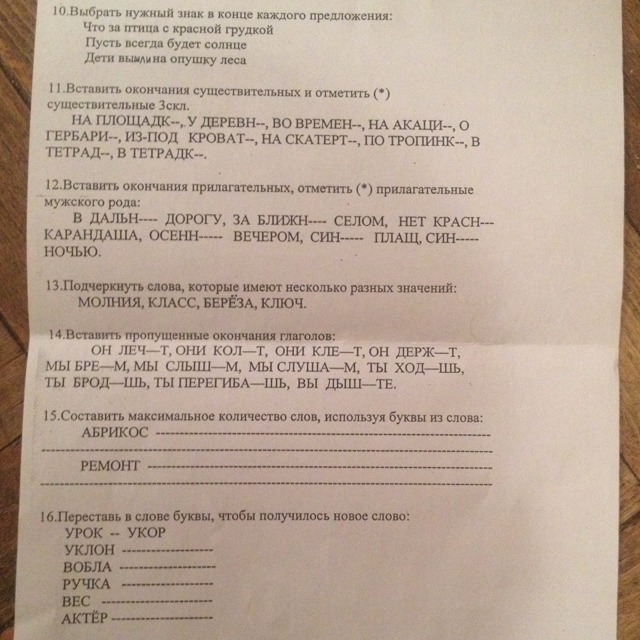 10.Выбрать нужный знак в конце каждого предложения:
Что за птица с красной грудкой
Пусть всегда будет солнце
Дети вышли на опушку леса
11.Вставить окончания существительных и отметить (*)
существительные 3скл.
НА ПЛОЩАДК--, У ДЕРЕВН--, ВО ВРЕМЕН--, НА АКАЦИ--, О
ГЕРБАРИ--, ИЗ-ПОД КРОВАТ--, НА СКАТЕРТ--, ПО ТРОПИНК--, В
ТЕТРАД--, В ТЕТРАДК--.
12.Вставить окончания прилагательных, отметить (*) прилагательные
мужского рода:
В ДАЛЬН---- ДОРОГУ, ЗА БЛИЖН---- СЕЛОМ, НЕТ КРАСН---
КАРАНДАША, ОСЕНН----- ВЕЧЕРОМ, СИН----- ПЛАЩ, СИН-----
НОЧЬЮ.
13.Подчеркнуть слова, которые имеют несколько разных значений:
МОЛНИЯ, КЛАСС, БЕРЁЗА, КЛЮЧ.
14.Вставить пропущенные окончания глаголов:
ОН ЛЕЧ—Т, ОНИ КОЛ—Т, ОНИ КЛЕ—Т, ОН ДЕРЖ—Т,
МЫ БРЕ—М, МЫ СЛЫШ—М, МЫ СЛУША—М, ТЫ ХОД—ШЬ,
ТЫ БРОД—ШЬ, ТЫ ПЕРЕГИБА—ШЬ, ВЫ ДЫШ—ТЕ.
15.Составить максимальное количество слов, используя буквы из слова:
АБРИКОС ------------------------------------------------
----------------------------------------------------------------
РЕМОНТ -------------------------------------------------
----------------------------------------------------------------
16.Переставь в слове буквы, чтобы получилось новое слово:
УРОК -- УКОР
УКЛОН ----------------
ВОБЛА ----------------
РУЧКА ----------------
ВЕС -------------------
АКТЁР -----------------